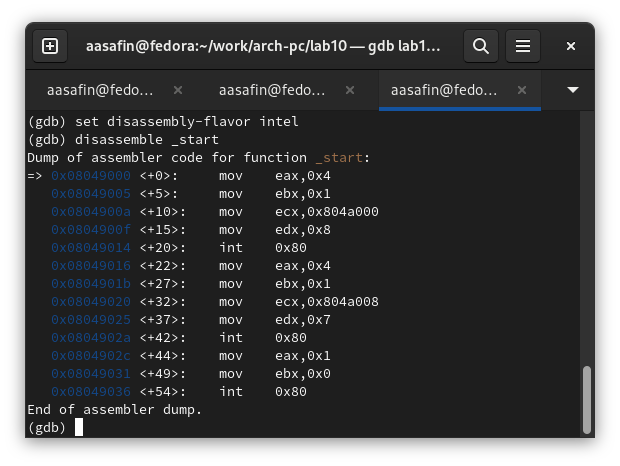 aasafin@fedora:~/work/arch-pc/lab10 — gdb lab1...
aasafin@fedo... × aasafin@fedo... × aasafin@fedo... ×
(gdb) set disassembly-flavor intel
(gdb) disassemble _start
Dump of assembler code for function _start:
=> 0x08049000 <+0>:    mov    eax,0x4
   0x08049005 <+5>:    mov    ebx,0x1
   0x0804900a <+10>:    mov    ecx,0x804a000
   0x0804900f <+15>:    mov    edx,0x8
   0x08049014 <+20>:    int    0x80
   0x08049016 <+22>:    mov    eax,0x4
   0x0804901b <+27>:    mov    ebx,0x1
   0x08049020 <+32>:    mov    ecx,0x804a008
   0x08049025 <+37>:    mov    edx,0x7
   0x0804902a <+42>:    int    0x80
   0x0804902c <+44>:    mov    eax,0x1
   0x08049031 <+49>:    mov    ebx,0x0
   0x08049036 <+54>:    int    0x80
End of assembler dump.
(gdb)